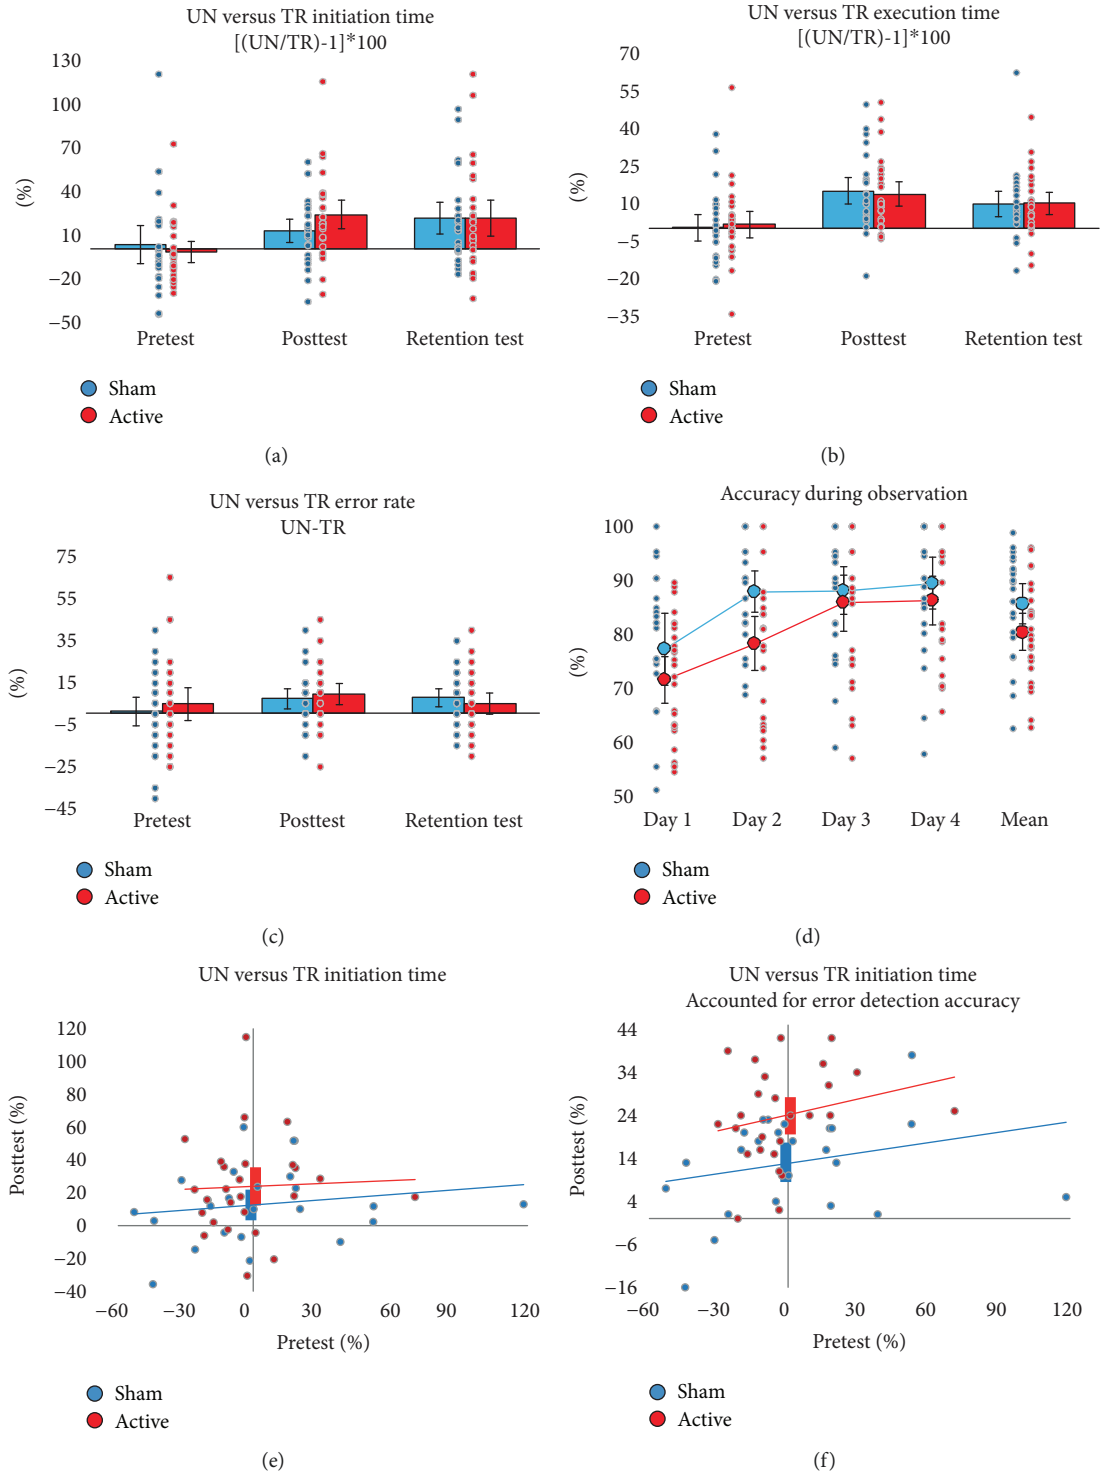 UN versus TR initiation time
[(UN/TR)-1]*100
130
100
70
40
10
−20
−50
(%)
Pretest
Posttest
Retention test
Sham
Active
(a)
UN versus TR execution time
[(UN/TR)-1]*100
70
55
40
25
10
−5
−20
−35
(%)
Pretest
Posttest
Retention test
Sham
Active
(b)
UN versus TR error rate
UN-TR
75
55
35
15
−5
−25
−45
(%)
Pretest
Posttest
Retention test
Sham
Active
(c)
Accuracy during observation
100
90
80
70
60
50
(%)
Day 1
Day 2
Day 3
Day 4
Mean
Sham
Active
(d)
UN versus TR initiation time
120
100
80
60
40
20
0
−20
−40
Posttest (%)
−60
−30
0
30
60
90
120
Pretest (%)
Sham
Active
(e)
UN versus TR initiation time
Accounted for error detection accuracy
44
34
24
14
4
−6
−16
Posttest (%)
−60
−30
0
30
60
90
120
Pretest (%)
Sham
Active
(f)